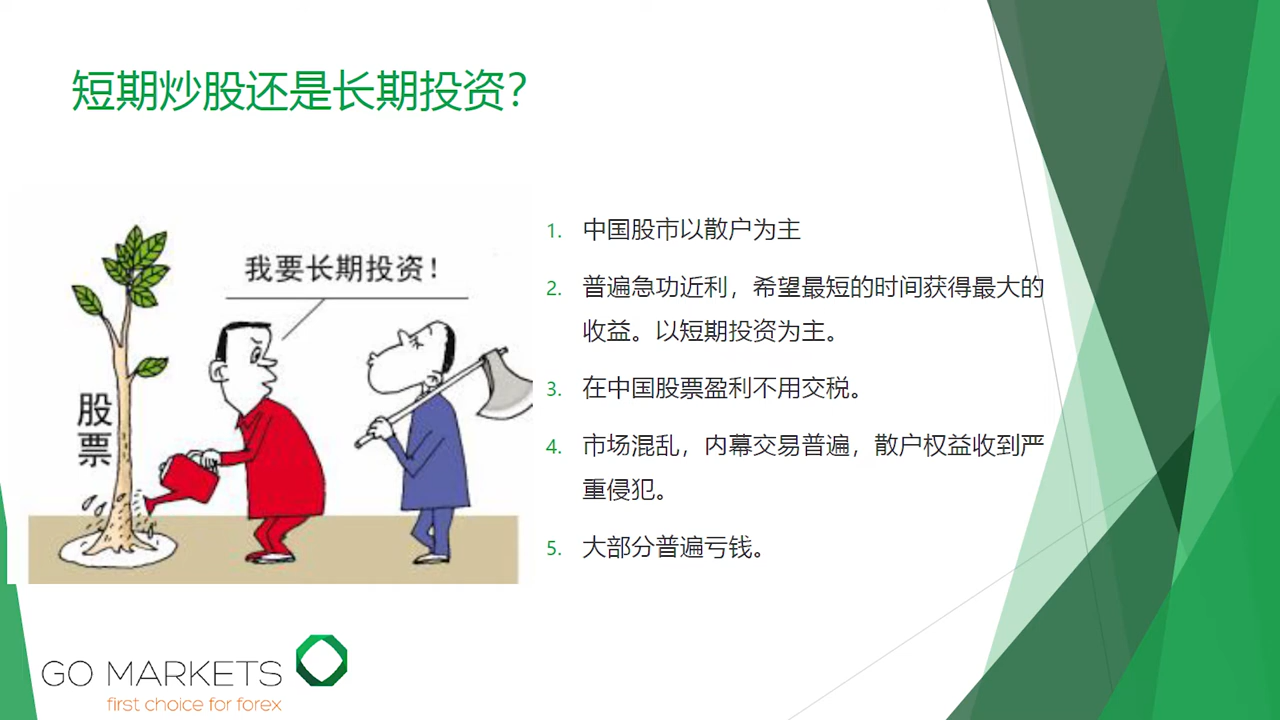 短期炒股还是长期投资?
我要长期投资!
股票
1. 中国股市以散户为主
2. 普遍急功近利，希望最短的时间获得最大的
收益。以短期投资为主。
3. 在中国股票盈利不用交税。
4. 市场混乱，内幕交易普遍，散户权益收到严
重侵犯。
5. 大部分普遍亏钱。
GO MARKETS
first choice for forex